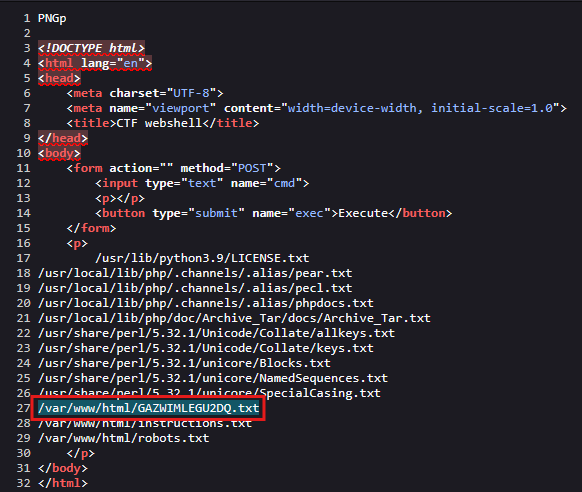 1 PNGp
2
3 <!DOCTYPE html>
4 <html lang="en">
5 <head>
6     <meta charset="UTF-8">
7     <meta name="viewport" content="width=device-width, initial-scale=1.0">
8     <title>CTF webshell</title>
9 </head>
10 <body>
11     <form action="" method="POST">
12         <input type="text" name="cmd">
13         <p></p>
14         <button type="submit" name="exec">Execute</button>
15     </form>
16     <p>
17         /usr/lib/python3.9/LICENSE.txt
18 /usr/local/lib/php/.channels/.alias/pear.txt
19 /usr/local/lib/php/.channels/.alias/pecl.txt
20 /usr/local/lib/php/.channels/.alias/phpdocs.txt
21 /usr/local/lib/php/doc/Archive_Tar/docs/Archive_Tar.txt
22 /usr/share/perl/5.32.1/Unicode/Collate/allkeys.txt
23 /usr/share/perl/5.32.1/Unicode/Collate/keys.txt
24 /usr/share/perl/5.32.1/unicore/Blocks.txt
25 /usr/share/perl/5.32.1/unicore/NamedSequences.txt
26 /usr/share/perl/5.32.1/unicore/SpecialCasing.txt
27 /var/www/html/GAZWIMLEGU2DQ.txt
28 /var/www/html/instructions.txt
29 /var/www/html/robots.txt
30     </p>
31 </body>
32 </html>